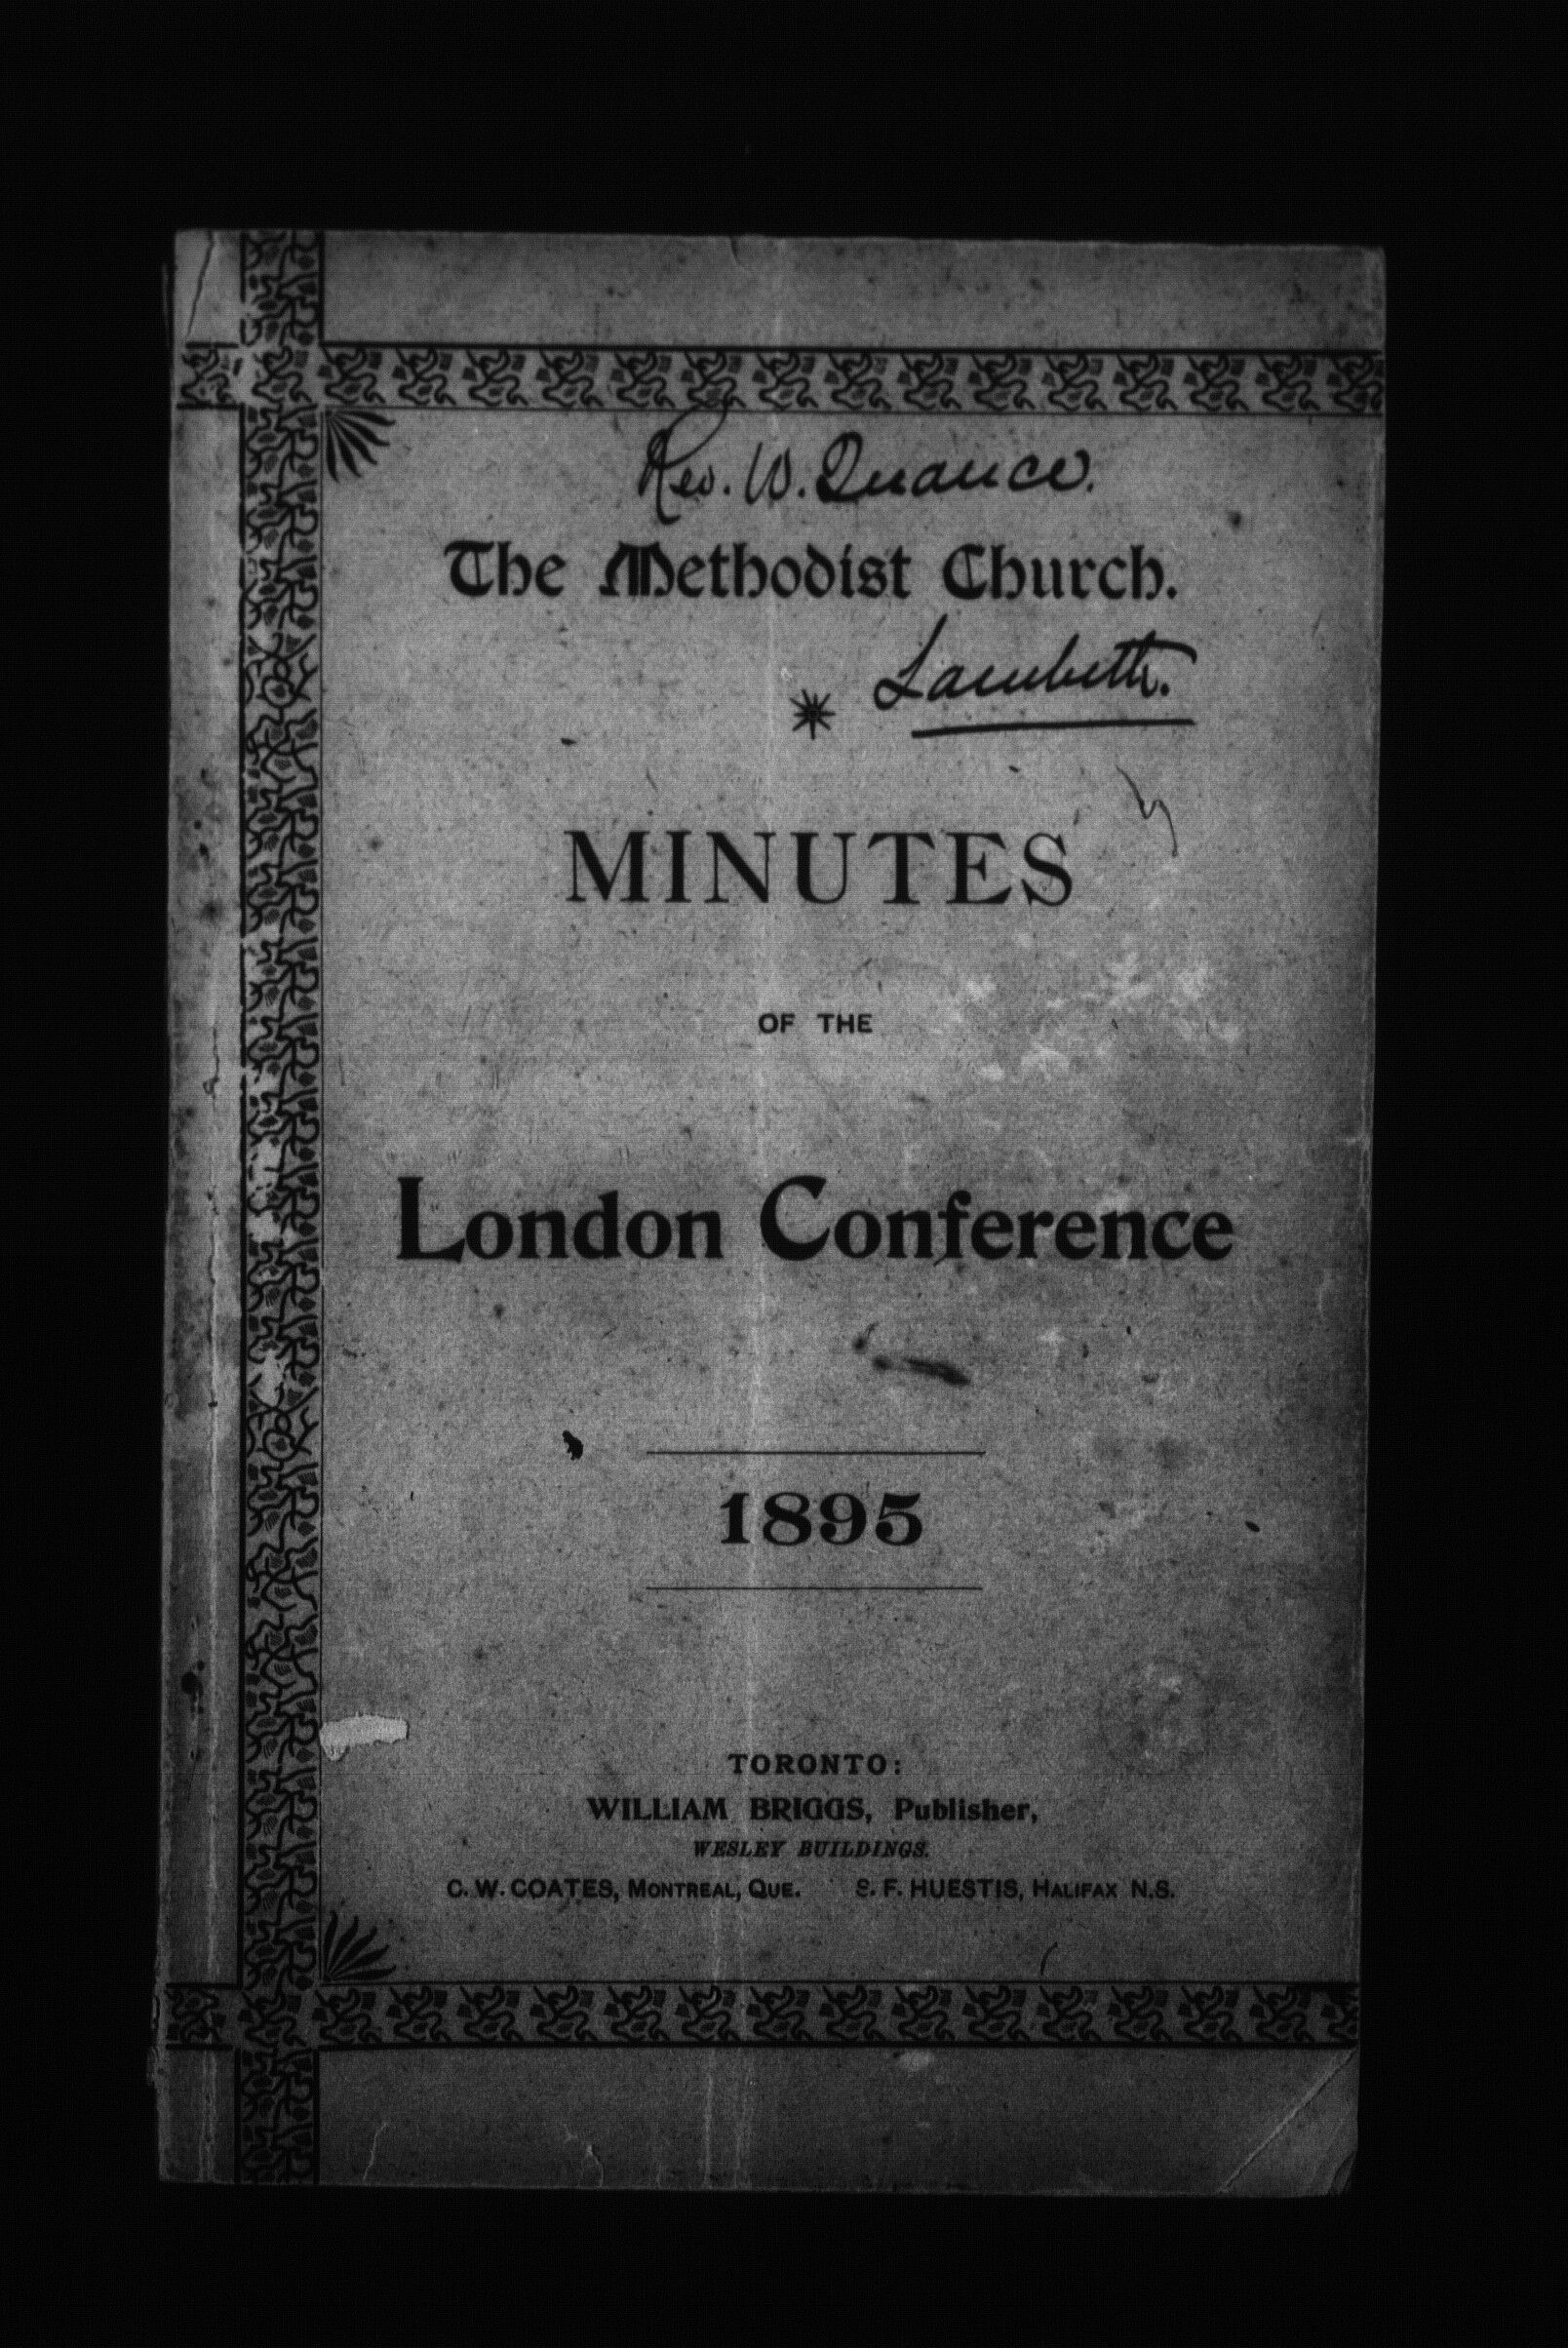 Rev. W. Quance.
The Methodist Church.
Lambeth.
MINUTES
OF THE
London Conference
1895
TORONTO:
WILLIAM BRIGGS, Publisher,
WESLEY BUILDINGS.
C. W. COATES, MONTREAL, QUE. S. F. HUESTIS, HALIFAX N.S.